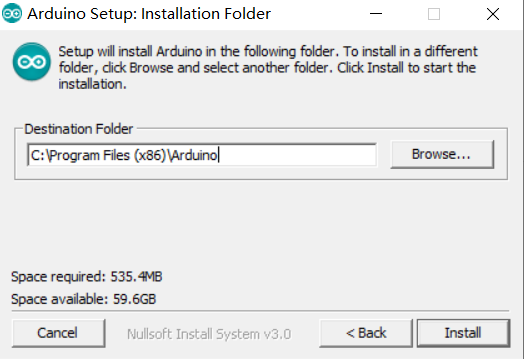 Arduino Setup: Installation Folder
Setup will install Arduino in the following folder. To install in a different
folder, click Browse and select another folder. Click Install to start the
installation.
Destination Folder
C:\Program Files (x86)\Arduino
Browse...
Space required: 535.4MB
Space available: 59.6GB
Cancel
Nullsoft Install System v3.0
< Back
Install